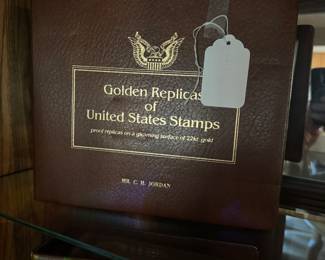 Golden Replicas
of
United States Stamps
proof replicas on a gleaming surface of 22kt gold
MR. C. H. JORDAN